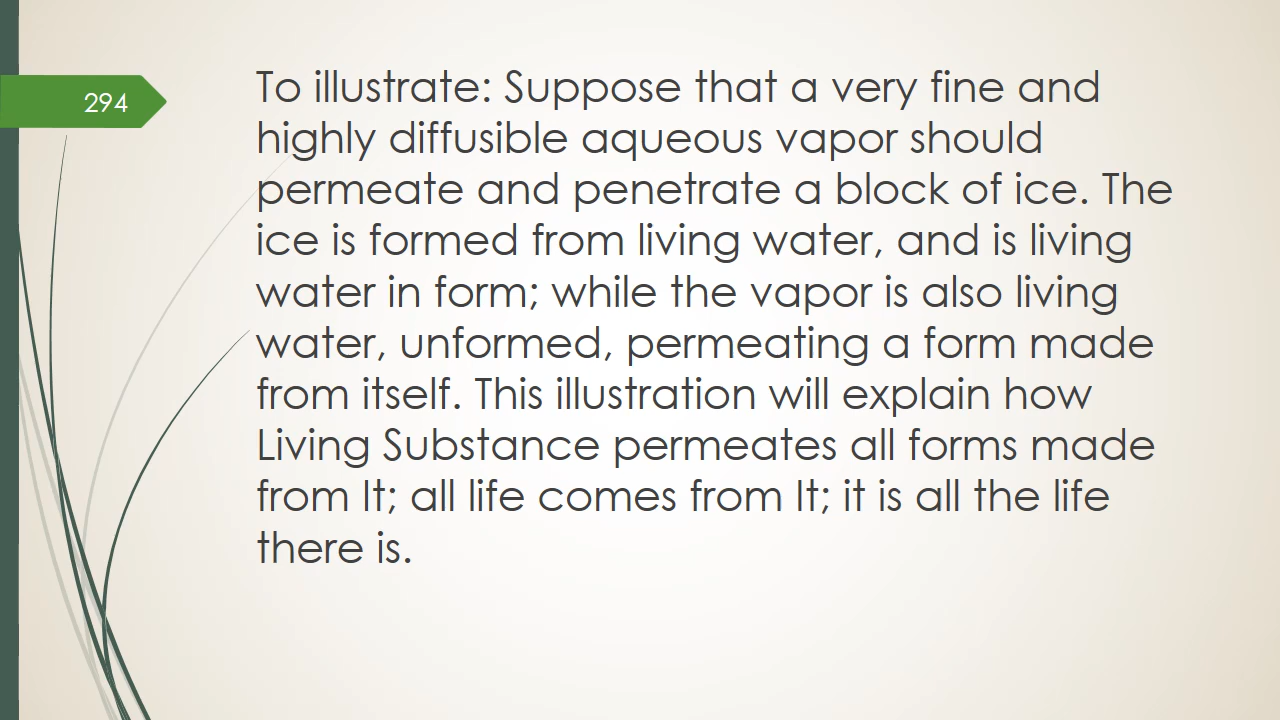 294
To illustrate: Suppose that a very fine and
highly diffusible aqueous vapor should
permeate and penetrate a block of ice. The
ice is formed from living water, and is living
water in form; while the vapor is also living
water, unformed, permeating a form made
from itself. This illustration will explain how
Living Substance permeates all forms made
from It; all life comes from It; it is all the life
there is.